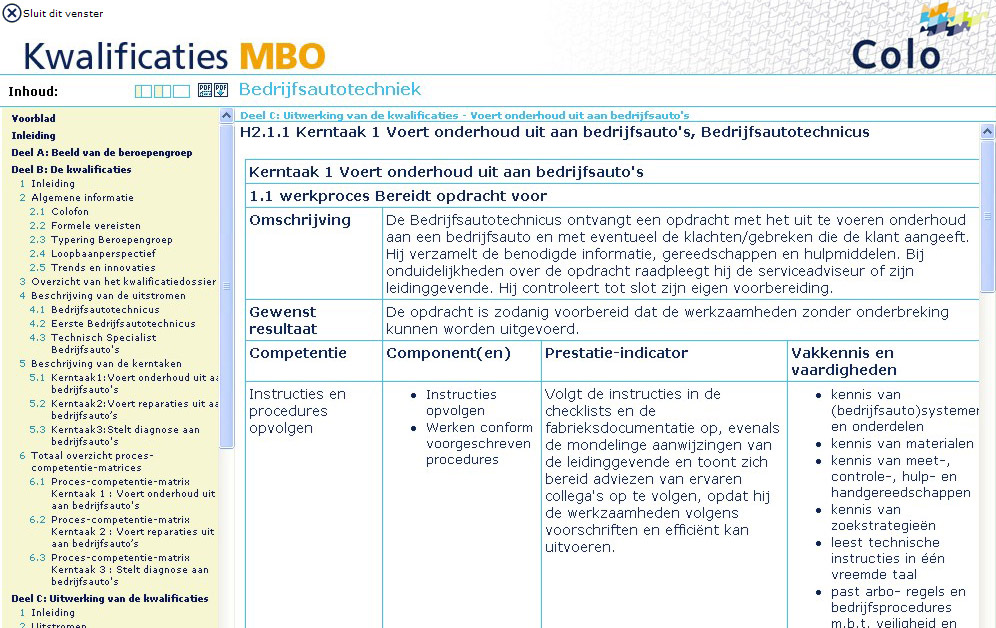 Sluit dit venster
Kwalificaties MBO
Colo
Inhoud:
PDF PDF
Bedrijfsautotechniek
Voorblad
Inleiding
Deel A: Beeld van de beroepengroep
Deel B: De kwalificaties
1 Inleiding
2 Algemene informatie
2.1 Colofon
2.2 Formele vereisten
2.3 Typering Beroepengroep
2.4 Loopbaanperspectief
2.5 Trends en innovaties
3 Overzicht van het kwalificatiedossier
4 Beschrijving van de uitstromen
4.1 Bedrijfsautotechnicus
4.2 Eerste Bedrijfsautotechnicus
4.3 Technisch Specialist
Bedrijfsauto's
5 Beschrijving van de kerntaken
5.1 Kerntaak1:Voert onderhoud uit aa
bedrijfsauto's
5.2 Kerntaak2:Voert reparaties uit aa
bedrijfsauto's
5.3 Kerntaak3:Stelt diagnose aan
bedrijfsauto's
6 Totaal overzicht proces-
competentie-matrices
6.1 Proces-competentie-matrix
Kerntaak 1 : Voert onderhoud uit
aan bedrijfsauto's
6.2 Proces-competentie-matrix
Kerntaak 2 : Voert reparaties uit
aan bedrijfsauto's
6.3 Proces-competentie-matrix
Kerntaak 3 : Stelt diagnose aan
bedrijfsauto's
Deel C: Uitwerking van de kwalificaties
1 Inleiding
2 Uitstromen
Deel C: Uitwerking van de kwalificaties - Voert onderhoud uit aan bedrijfsauto's
H2.1.1 Kerntaak 1 Voert onderhoud uit aan bedrijfsauto's, Bedrijfsautotechnicus
Kerntaak 1 Voert onderhoud uit aan bedrijfsauto's
1.1 werkproces Bereidt opdracht voor
Omschrijving
De Bedrijfsautotechnicus ontvangt een opdracht met het uit te voeren onderhoud
aan een bedrijfsauto en met eventueel de klachten/gebreken die de klant aangeeft.
Hij verzamelt de benodigde informatie, gereedschappen en hulpmiddelen. Bij
onduidelijkheden over de opdracht raadpleegt hij de serviceadviseur of zijn
leidinggevende. Hij controleert tot slot zijn eigen voorbereiding.
Gewenst
resultaat
De opdracht is zodanig voorbereid dat de werkzaamheden zonder onderbreking
kunnen worden uitgevoerd.
Competentie
Component(en)
Prestatie-indicator
Vakkennis en
vaardigheden
Instructies en
procedures
opvolgen
• Instructies
opvolgen
• Werken conform
voorgeschreven
procedures
Volgt de instructies in de
checklists en de
fabrieksdocumentatie op, evenals
de mondelinge aanwijzingen van
de leidinggevende en toont zich
bereid adviezen van ervaren
collega's op te volgen, opdat hij
de werkzaamheden volgens
voorschriften en efficiënt kan
uitvoeren.
• kennis van
(bedrijfsauto)systemen
en onderdelen
• kennis van materialen
• kennis van meet-,
controle-, hulp- en
handgereedschappen
• kennis van
zoekstrategieën
• leest technische
instructies in één
vreemde taal
• past arbo- regels en
bedrijfsprocedures
m.b.t. veiligheid en